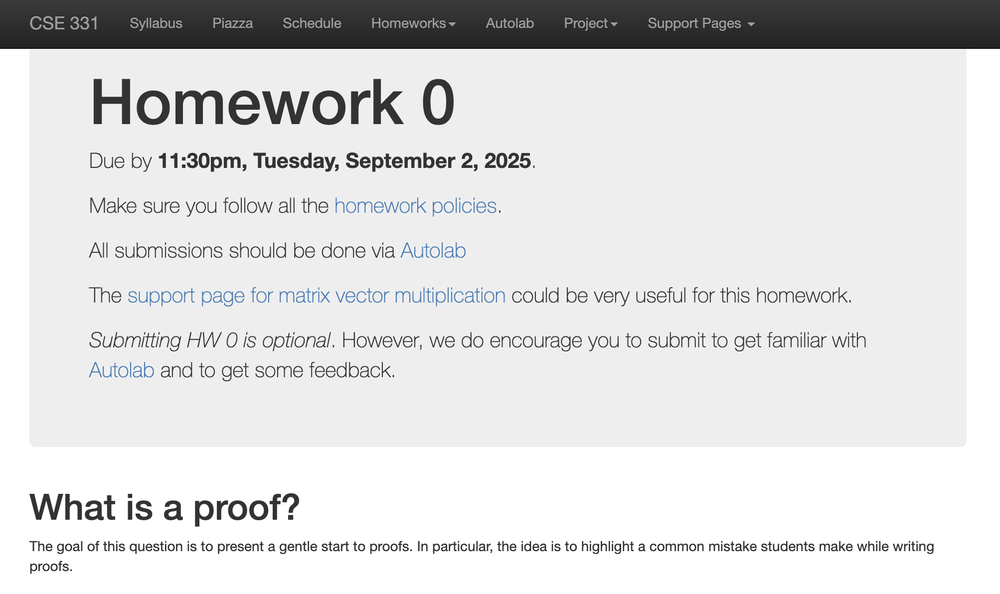 CSE 331 Syllabus Piazza Schedule Homeworks Autolab Project Support Pages
Homework 0
Due by 11:30pm, Tuesday, September 2, 2025.
Make sure you follow all the homework policies.
All submissions should be done via Autolab
The support page for matrix vector multiplication could be very useful for this homework.
Submitting HW 0 is optional. However, we do encourage you to submit to get familiar with
Autolab and to get some feedback.
What is a proof?
The goal of this question is to present a gentle start to proofs. In particular, the idea is to highlight a common mistake students make while writing
proofs.